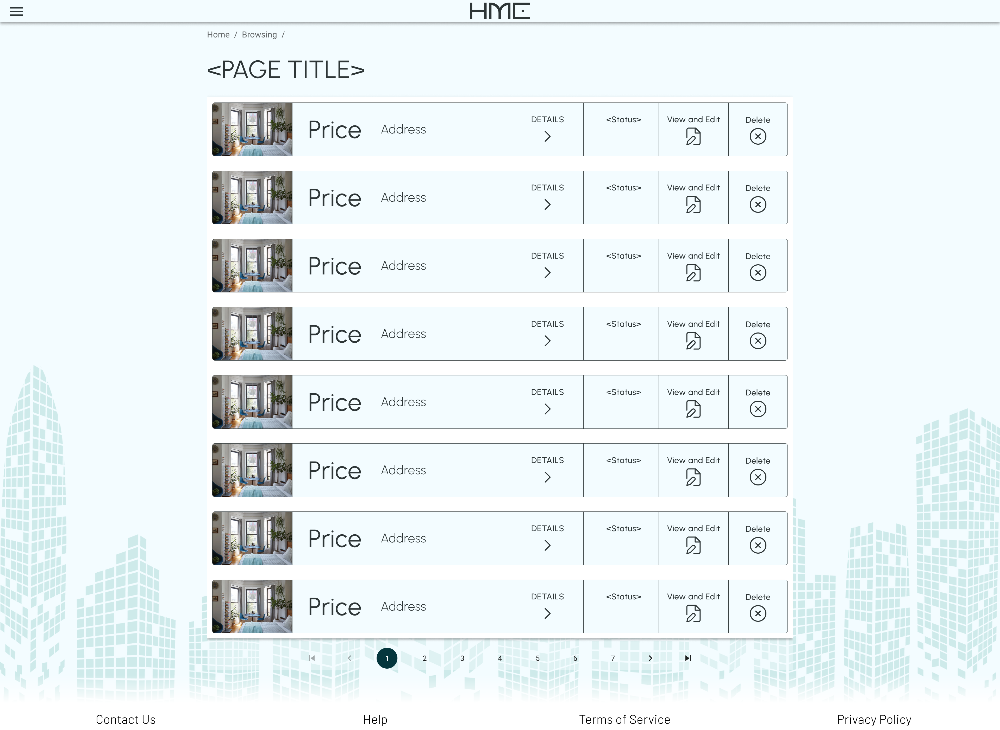 HME
Home / Browsing /
<PAGE TITLE>
Price Address DETAILS <Status> View and Edit Delete
Price Address DETAILS <Status> View and Edit Delete
Price Address DETAILS <Status> View and Edit Delete
Price Address DETAILS <Status> View and Edit Delete
Price Address DETAILS <Status> View and Edit Delete
Price Address DETAILS <Status> View and Edit Delete
Price Address DETAILS <Status> View and Edit Delete
Price Address DETAILS <Status> View and Edit Delete
1 2 3 4 5 6 7
Contact Us Help Terms of Service Privacy Policy